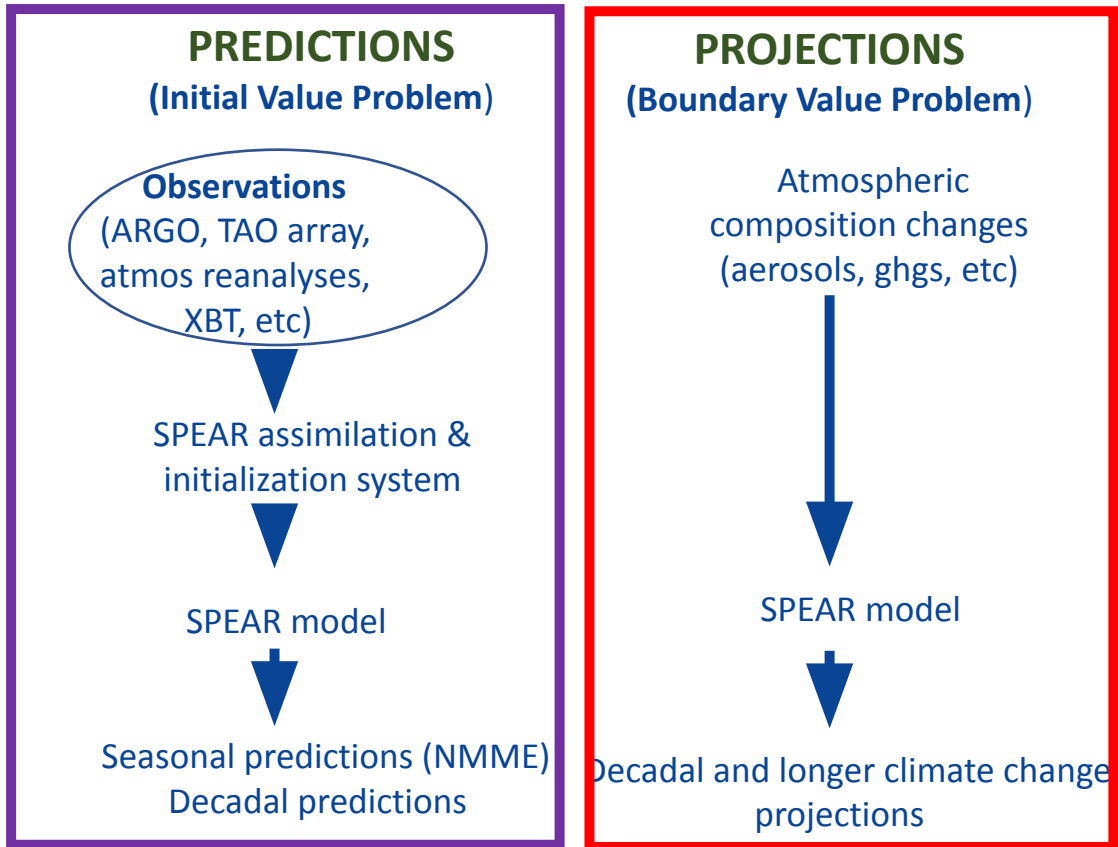 PREDICTIONS
(Initial Value Problem)
Observations
(ARGO, TAO array,
atmos reanalyses,
XBT, etc)
SPEAR assimilation &
initialization system
SPEAR model
Seasonal predictions (NMME)
Decadal predictions
PROJECTIONS
(Boundary Value Problem)
Atmospheric
composition changes
(aerosols, ghgs, etc)
SPEAR model
Decadal and longer climate change
projections